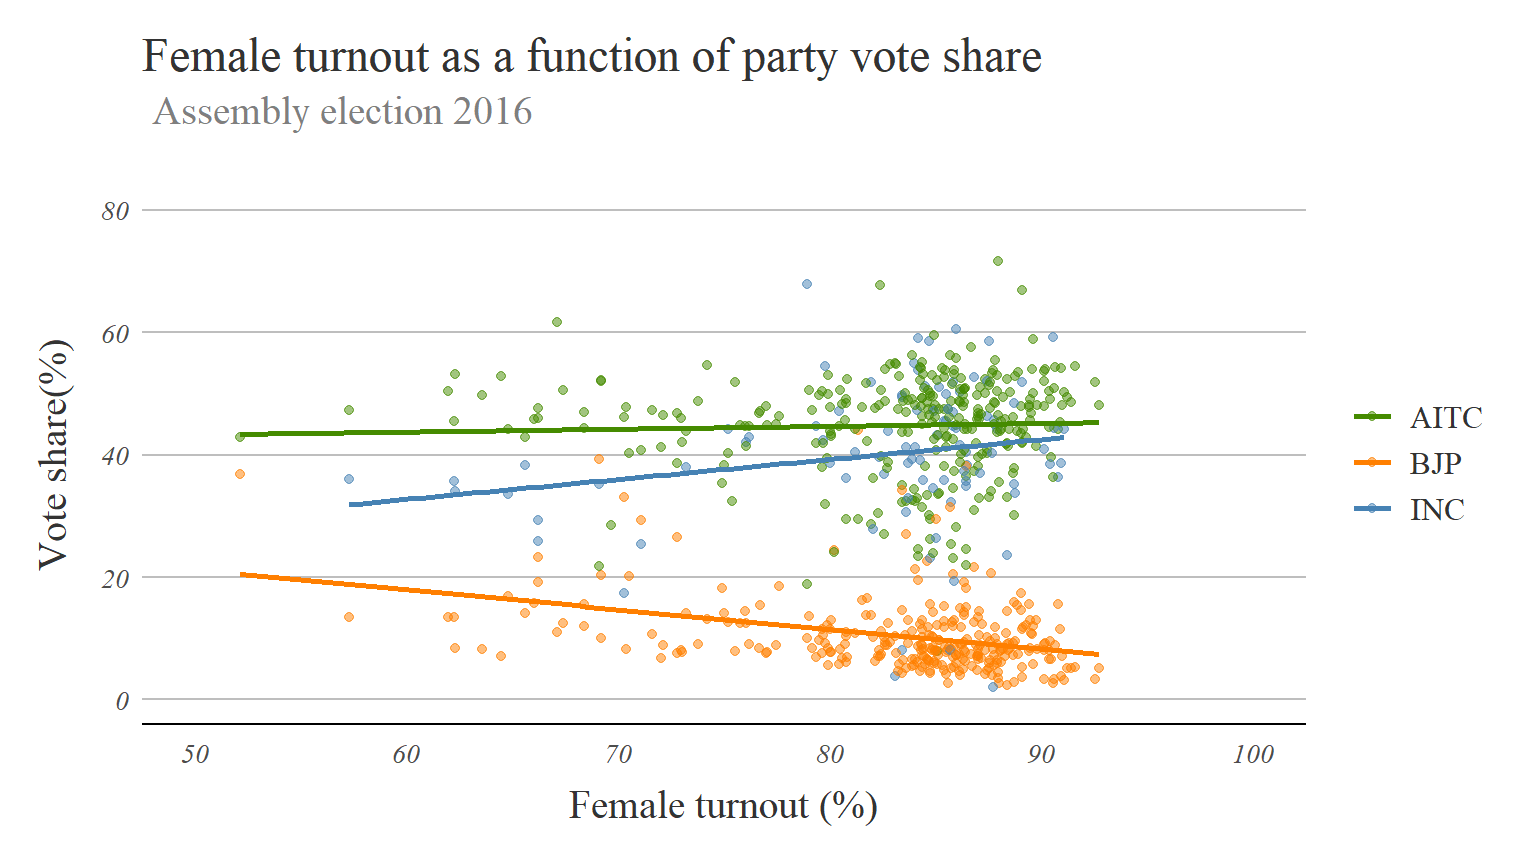 Female turnout as a function of party vote share
Assembly election 2016
80
60
40
20
0
Vote share(%)
50 60 70 80 90 100
Female turnout (%)
AITC
BJP
INC